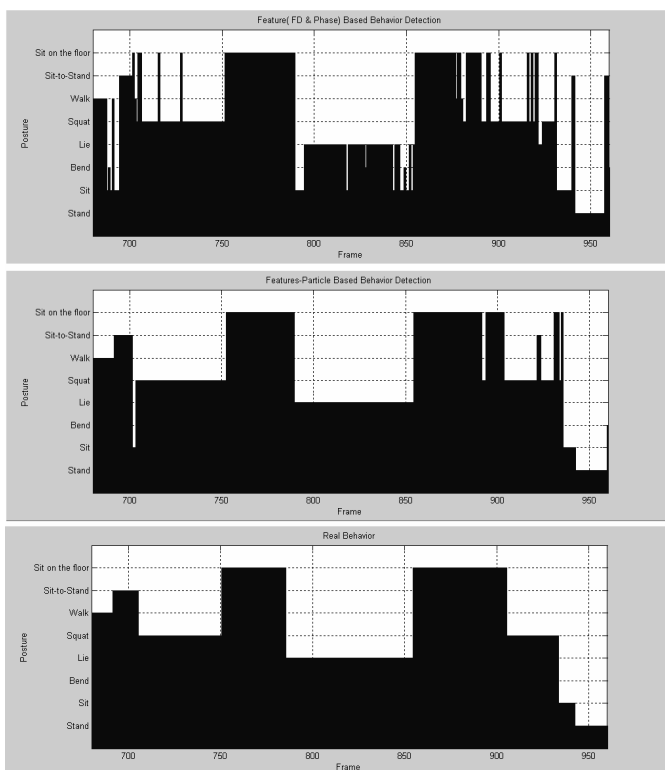 Feature( FD & Phase) Based Behavior Detection
Posture
Sit on the floor
Sit-to-Stand
Walk
Squat
Lie
Bend
Sit
Stand
700 750 800 850 900 950
Frame
Features-Particle Based Behavior Detection
Posture
Sit on the floor
Sit-to-Stand
Walk
Squat
Lie
Bend
Sit
Stand
700 750 800 850 900 950
Frame
Real Behavior
Posture
Sit on the floor
Sit-to-Stand
Walk
Squat
Lie
Bend
Sit
Stand
700 750 800 850 900 950
Frame